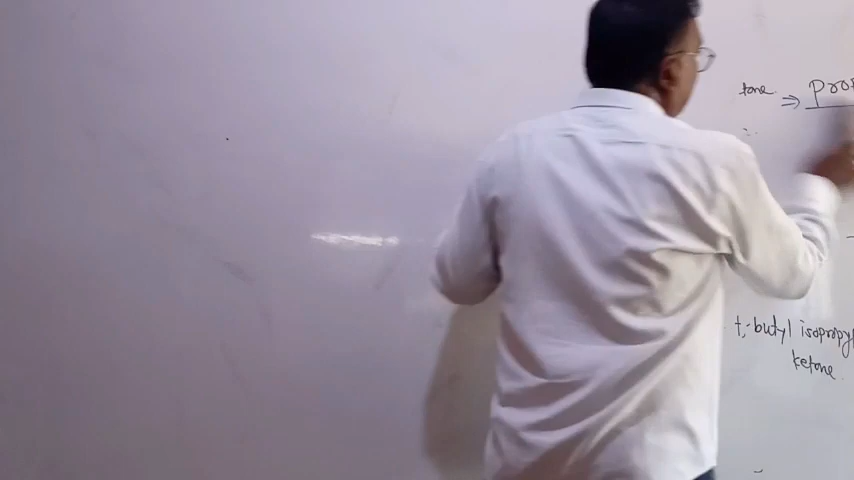 tone. ⇒ Pro
t,-butyl isopropyl
ketone.